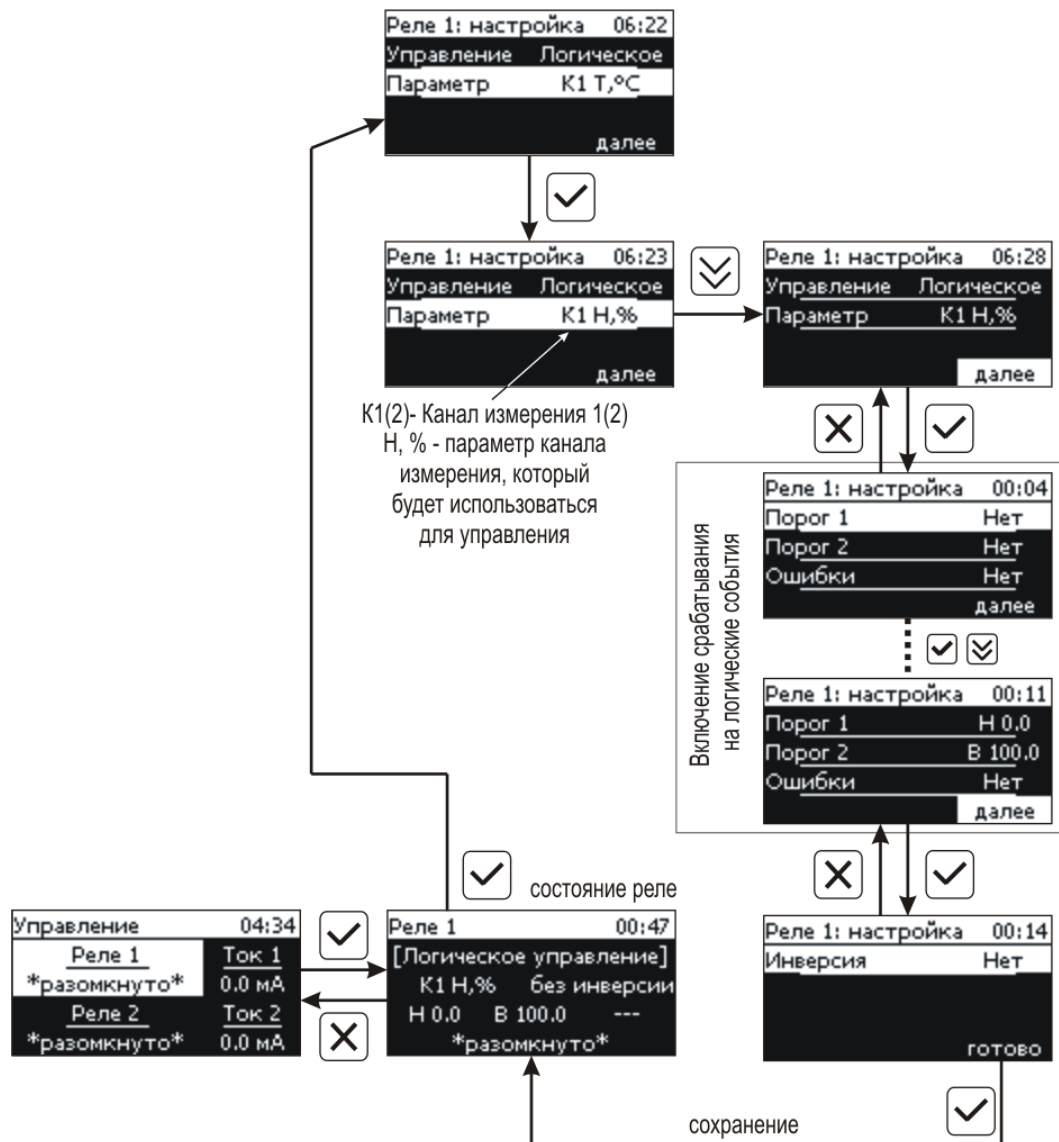 Реле 1: настройка 06:22
Управление Логическое
Параметр К1 Т,°С
далее
Реле 1: настройка 06:23
Управление Логическое
Параметр К1 Н,%
далее
К1(2)- Канал измерения 1(2)
Н, % - параметр канала
измерения, который
будет использоваться
для управления
Реле 1: настройка 06:28
Управление Логическое
Параметр К1 Н,%
далее
Включение срабатывания
на логические события
Реле 1: настройка 00:04
Порог 1 Нет
Порог 2 Нет
Ошибки Нет
далее
Реле 1: настройка 00:11
Порог 1 Н 0.0
Порог 2 В 100.0
Ошибки Нет
далее
состояние реле
Управление 04:34
Реле 1 Ток 1
*разомкнуто* 0.0 мА
Реле 2 Ток 2
*разомкнуто* 0.0 мА
Реле 1 00:47
[Логическое управление]
К1 Н,% без инверсии
Н 0.0 В 100.0 ---
*разомкнуто*
Реле 1: настройка 00:14
Инверсия Нет
готово
сохранение